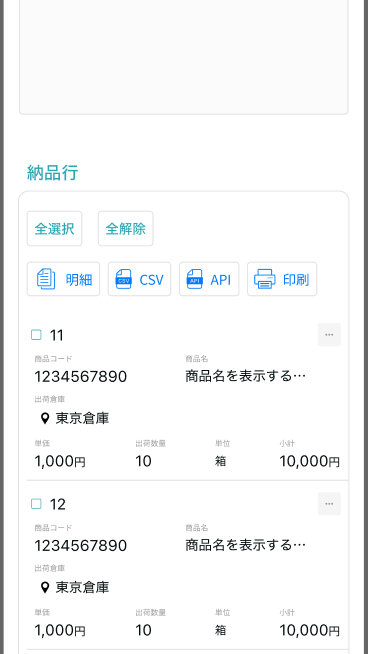 納品行
全選択 全解除
明細 CSV CSV API API 印刷
11 ...
商品コード 商品名
1234567890 商品名を表示する…
出荷倉庫
東京倉庫
単価 出荷数量 単位 小計
1,000円 10 箱 10,000円
12 ...
商品コード 商品名
1234567890 商品名を表示する…
出荷倉庫
東京倉庫
単価 出荷数量 単位 小計
1,000円 10 箱 10,000円